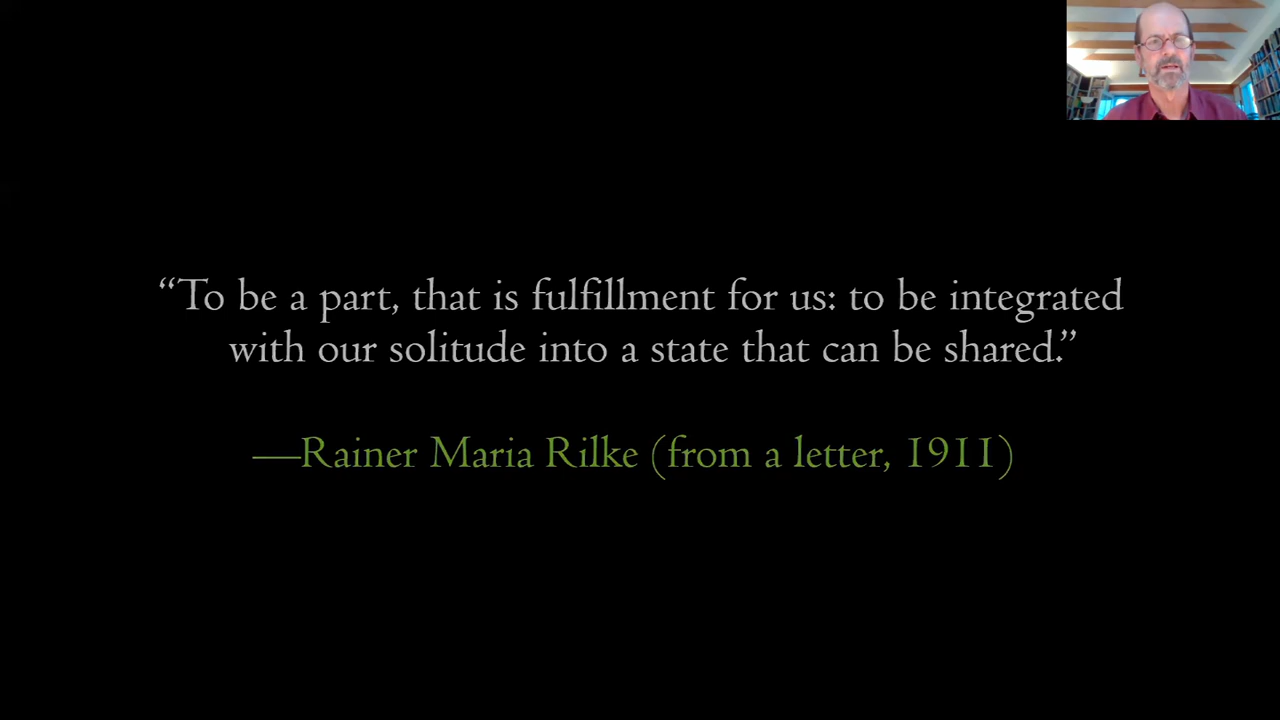 “To be a part, that is fulfillment for us: to be integrated
with our solitude into a state that can be shared.”
—Rainer Maria Rilke (from a letter, 1911)